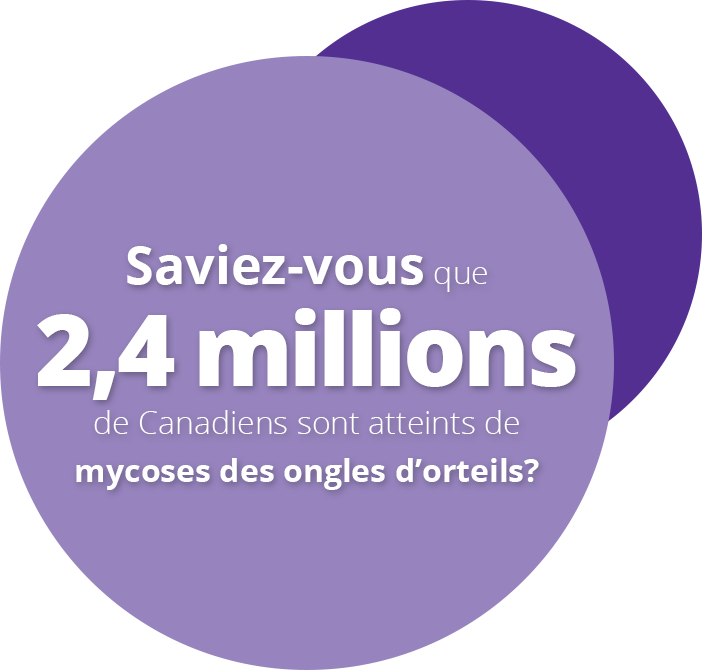 Saviez-vous que
2,4 millions
de Canadiens sont atteints de
mycoses des ongles d’orteils?